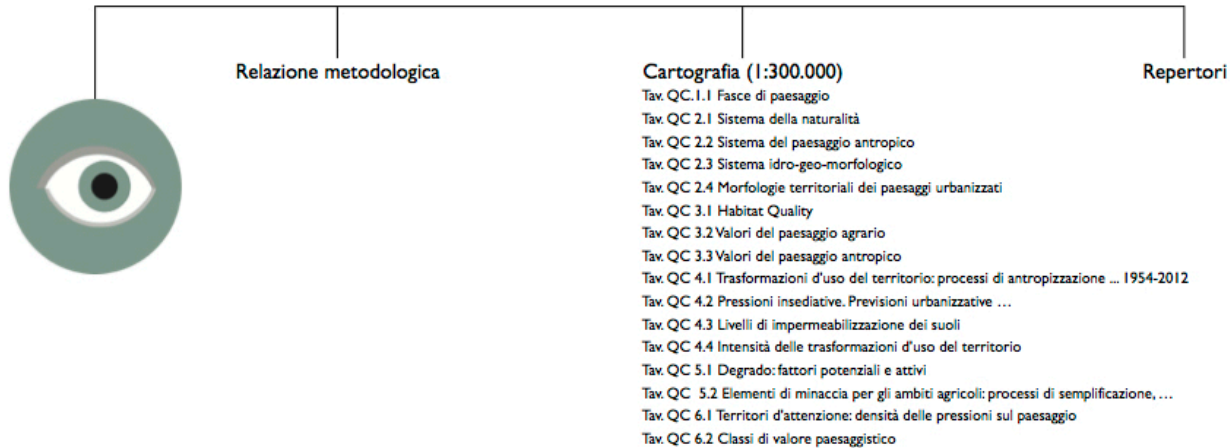 Relazione metodologica
Cartografia (1:300.000)
Repertori
Tav. QC.1.1 Fasce di paesaggio
Tav. QC 2.1 Sistema della naturalità
Tav. QC 2.2 Sistema del paesaggio antropico
Tav. QC 2.3 Sistema idro-geo-morfologico
Tav. QC 2.4 Morfologie territoriali dei paesaggi urbanizzati
Tav. QC 3.1 Habitat Quality
Tav. QC 3.2 Valori del paesaggio agrario
Tav. QC 3.3 Valori del paesaggio antropico
Tav. QC 4.1 Trasformazioni d'uso del territorio: processi di antropizzazione ... 1954-2012
Tav. QC 4.2 Pressioni insediative. Previsioni urbanizzative …
Tav. QC 4.3 Livelli di impermeabilizzazione dei suoli
Tav. QC 4.4 Intensità delle trasformazioni d'uso del territorio
Tav. QC 5.1 Degrado: fattori potenziali e attivi
Tav. QC 5.2 Elementi di minaccia per gli ambiti agricoli: processi di semplificazione, …
Tav. QC 6.1 Territori d'attenzione: densità delle pressioni sul paesaggio
Tav. QC 6.2 Classi di valore paesaggistico